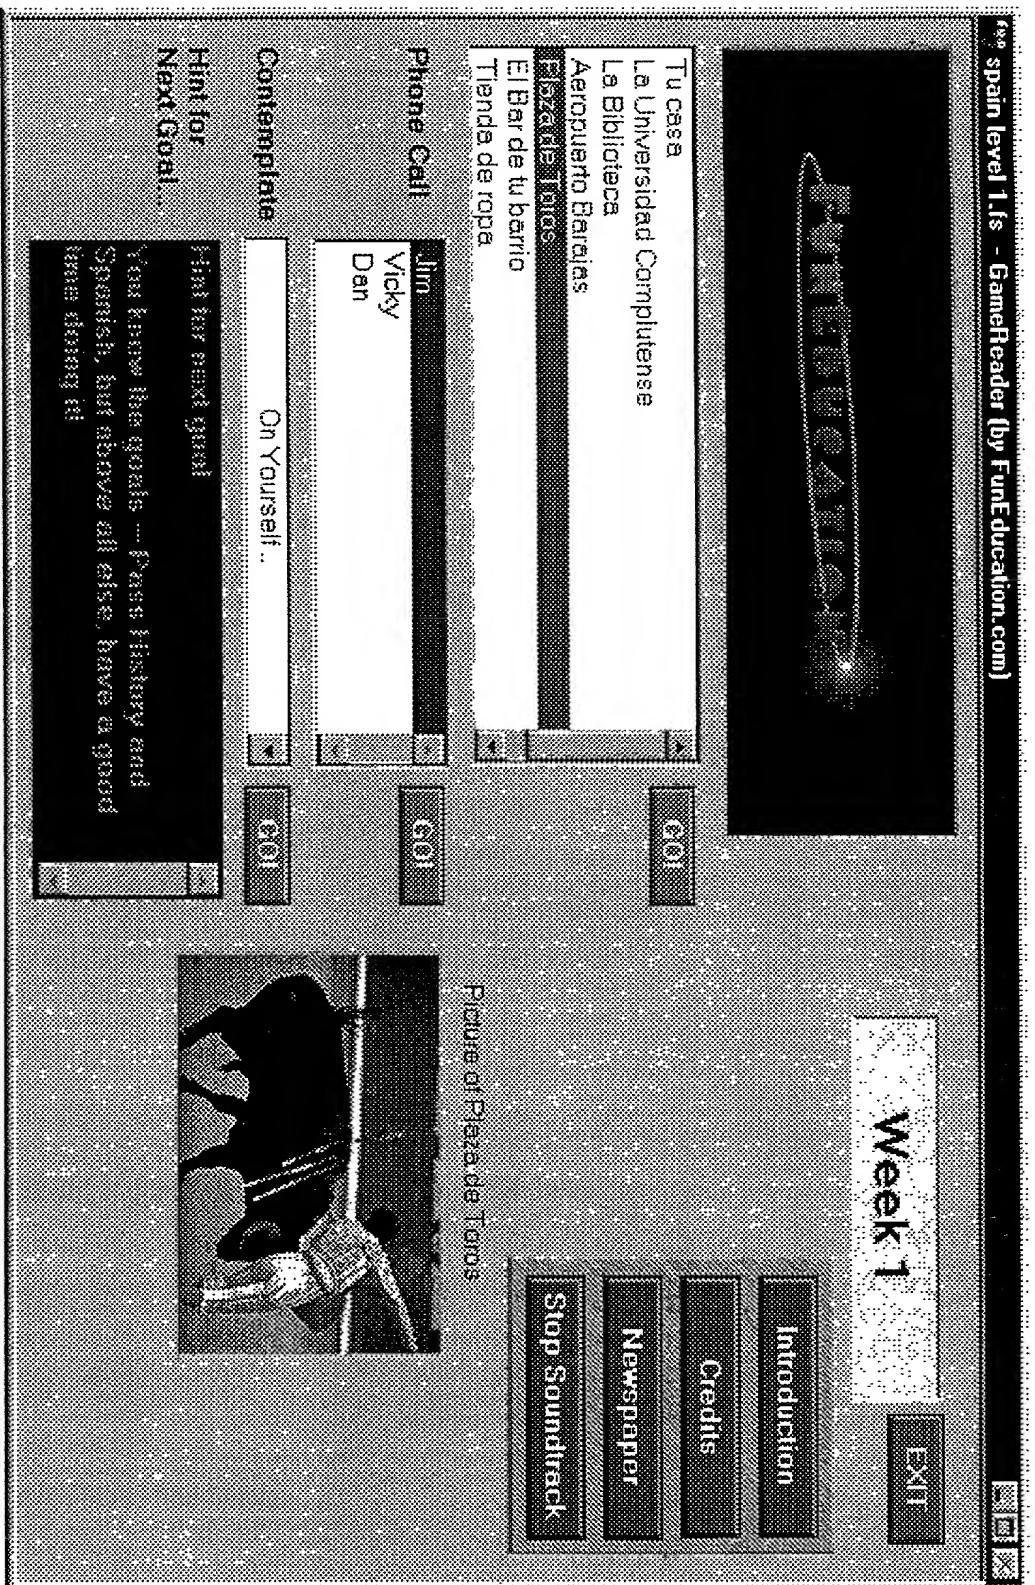 spain level 1.fs - GameReader (by FunEducation.com)
FUNEDUCATION
Week 1
EXIT
Tu casa
La Universidad Complutense
La Biblioteca
Aeropuerto Barajas
Plaza de Toros
El Bar de tu barrio
Tienda de ropa
GO!
Introduction
Credits
Newspaper
Stop Soundtrack
Phone Call
Jim
Vicky
Dan
GO!
Contemplate
On Yourself..
GO!
Hint for
Next Goal...
Hint for next goal
You know the goals -- Pass History and
Spanish, but above all else, have a good
time doing it!
Picture of Plaza de Toros